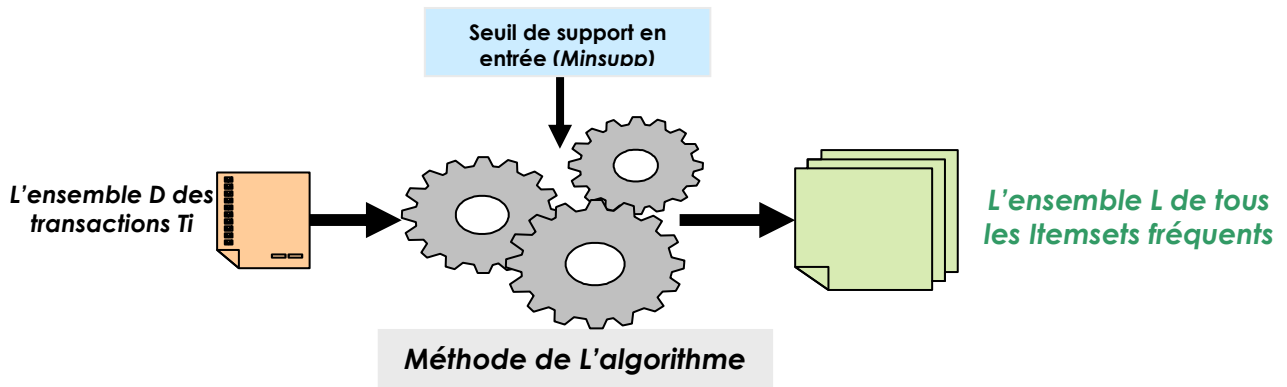 Seuil de support en
entrée (Minsupp)
L'ensemble D des
transactions Ti
L'ensemble L de tous
les Itemsets fréquents
Méthode de L'algorithme